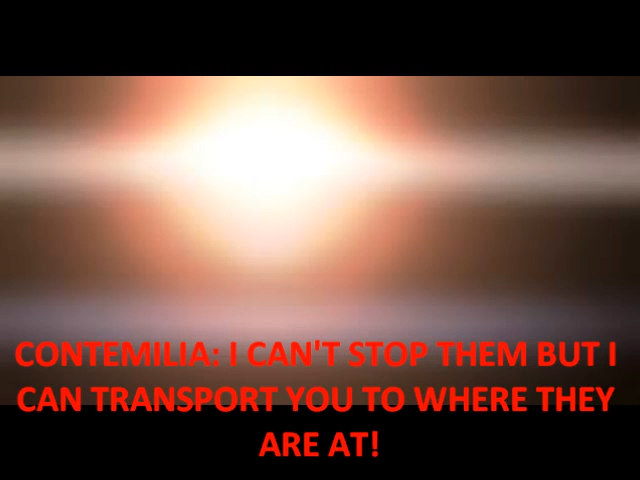 CONTEMILIA: I CAN'T STOP THEM BUT I
CAN TRANSPORT YOU TO WHERE THEY
ARE AT!